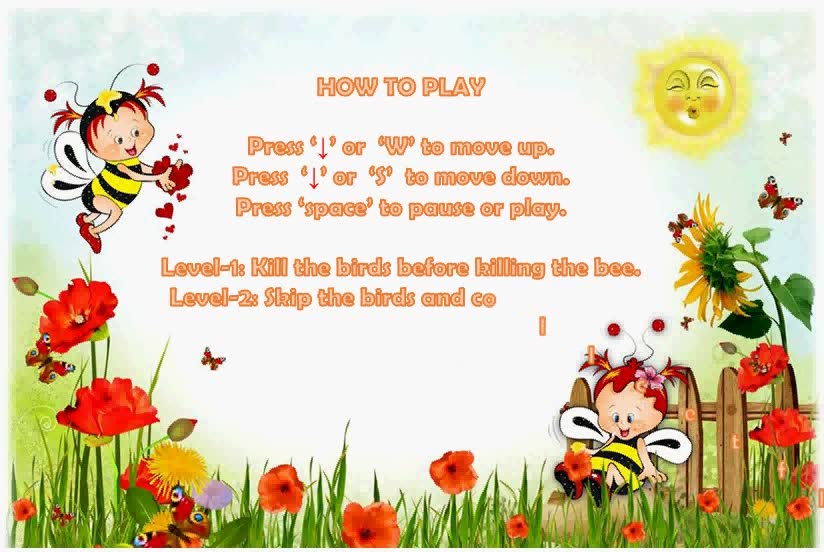 HOW TO PLAY
Press ‘↓’ or ‘W’ to move up.
Press ‘↓’ or ‘S’ to move down.
Press ‘space’ to pause or play.
Level-1: Kill the birds before killing the bee.
Level-2: Skip the birds and co
l
l
e
c
t
f
l